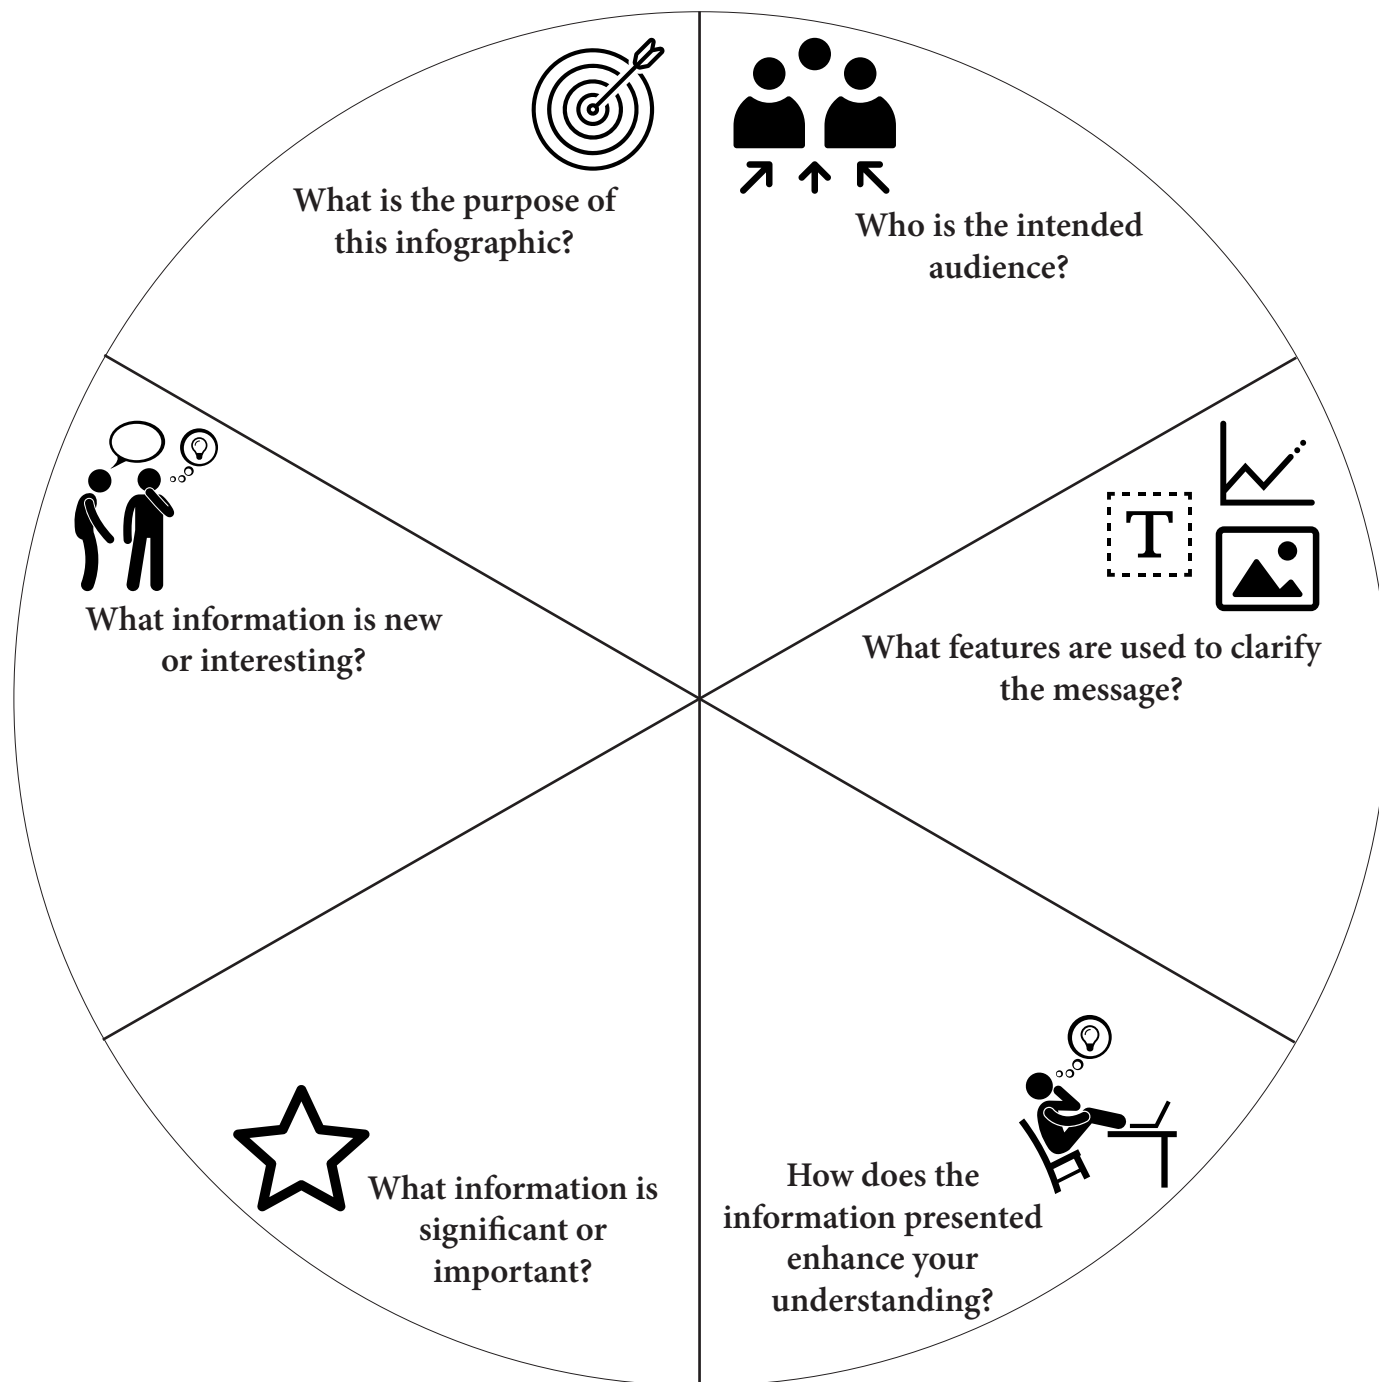 What is the purpose of
this infographic?
Who is the intended
audience?
What information is new
or interesting?
T
What features are used to clarify
the message?
What information is
significant or
important?
How does the
information presented
enhance your
understanding?